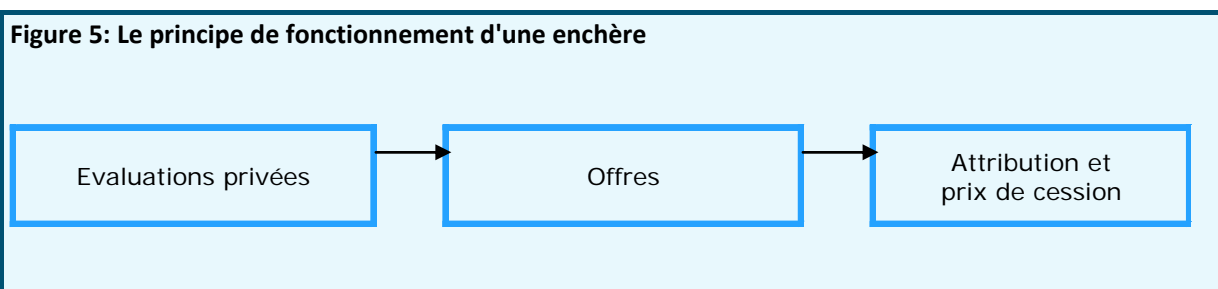 Figure 5: Le principe de fonctionnement d'une enchère
Evaluations privées
Offres
Attribution et
prix de cession